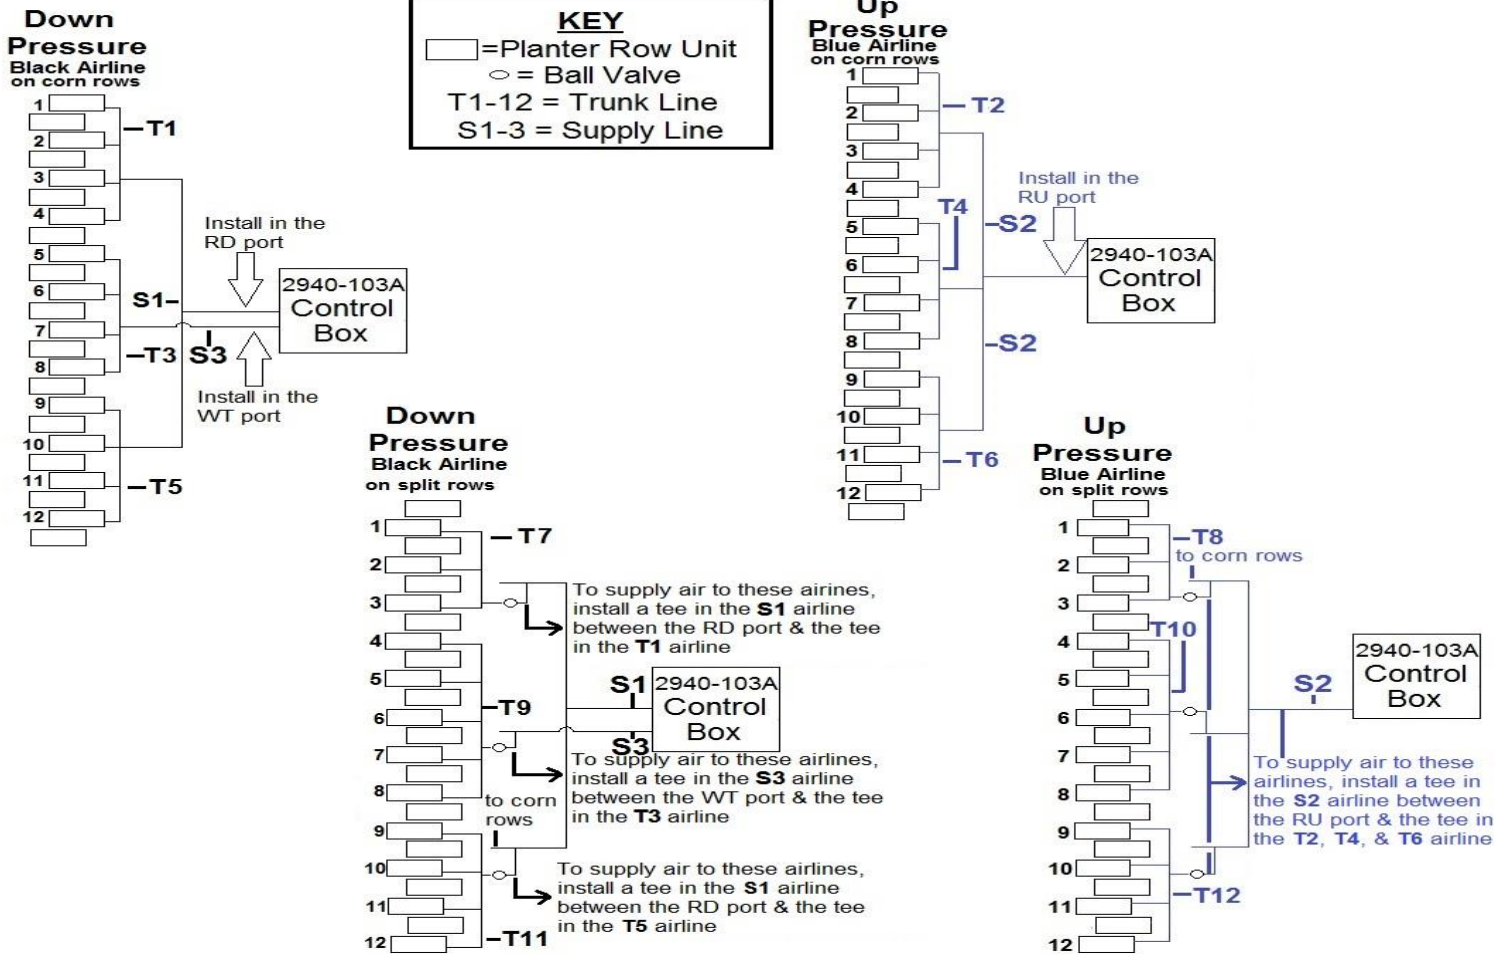 Down
Pressure
Black Airline
on corn rows
1
2
3
4
5
6
7
8
9
10
11
12
T1
T3
T5
S1
S3
Install in the
RD port
Install in the
WT port
2940-103A
Control
Box
KEY
=Planter Row Unit
= Ball Valve
T1-12 = Trunk Line
S1-3 = Supply Line
Up
Pressure
Blue Airline
on corn rows
1
2
3
4
5
6
7
8
9
10
11
12
T2
T4
T6
S2
S2
Install in the
RU port
2940-103A
Control
Box
Down
Pressure
Black Airline
on split rows
1
2
3
4
5
6
7
8
9
10
11
12
T7
T9
T11
To supply air to these airines,
install a tee in the S1 airline
between the RD port & the tee
in the T1 airline
S1
S3
2940-103A
Control
Box
To supply air to these airlines,
install a tee in the S3 airline
between the WT port & the tee
in the T3 airline
to corn
rows
To supply air to these airlines,
install a tee in the S1 airline
between the RD port & the tee
in the T5 airline
Up
Pressure
Blue Airline
on split rows
1
2
3
4
5
6
7
8
9
10
11
12
T8
to corn rows
T10
T12
S2
2940-103A
Control
Box
To supply air to these
airlines, install a tee in
the S2 airline between
the RU port & the tee in
the T2, T4, & T6 airline